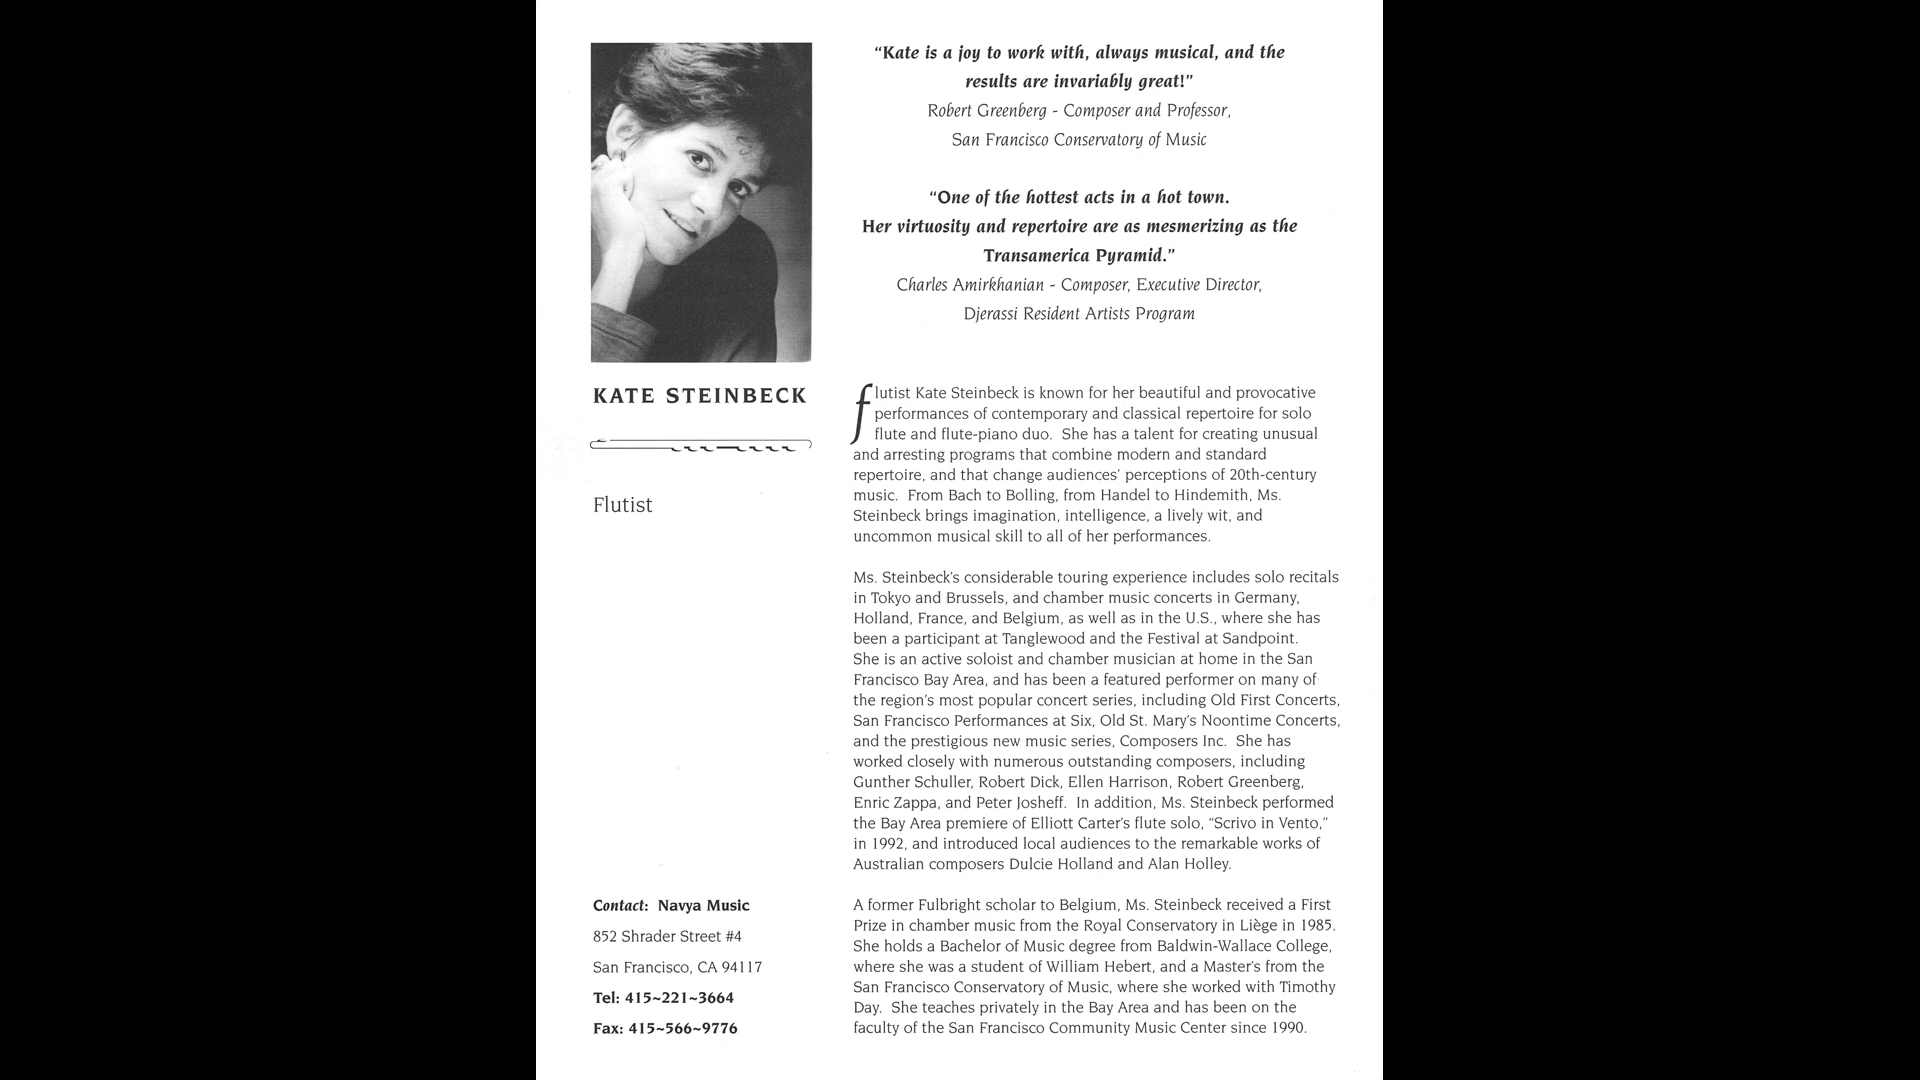 KATE STEINBECK
Flutist
Contact: Navya Music
852 Shrader Street #4
San Francisco, CA 94117
Tel: 415~221~3664
Fax: 415~566~9776
“Kate is a joy to work with, always musical, and the
results are invariably great!”
Robert Greenberg - Composer and Professor,
San Francisco Conservatory of Music
“One of the hottest acts in a hot town.
Her virtuosity and repertoire are as mesmerizing as the
Transamerica Pyramid.”
Charles Amirkhanian - Composer, Executive Director,
Djerassi Resident Artists Program
flutist Kate Steinbeck is known for her beautiful and provocative
performances of contemporary and classical repertoire for solo
flute and flute-piano duo. She has a talent for creating unusual
and arresting programs that combine modern and standard
repertoire, and that change audiences’ perceptions of 20th-century
music. From Bach to Bolling, from Handel to Hindemith, Ms.
Steinbeck brings imagination, intelligence, a lively wit, and
uncommon musical skill to all of her performances.
Ms. Steinbeck’s considerable touring experience includes solo recitals
in Tokyo and Brussels, and chamber music concerts in Germany,
Holland, France, and Belgium, as well as in the U.S., where she has
been a participant at Tanglewood and the Festival at Sandpoint.
She is an active soloist and chamber musician at home in the San
Francisco Bay Area, and has been a featured performer on many of
the region’s most popular concert series, including Old First Concerts,
San Francisco Performances at Six, Old St. Mary’s Noontime Concerts,
and the prestigious new music series, Composers Inc. She has
worked closely with numerous outstanding composers, including
Gunther Schuller, Robert Dick, Ellen Harrison, Robert Greenberg,
Enric Zappa, and Peter Josheff. In addition, Ms. Steinbeck performed
the Bay Area premiere of Elliott Carter’s flute solo, “Scrivo in Vento,”
in 1992, and introduced local audiences to the remarkable works of
Australian composers Dulcie Holland and Alan Holley.
A former Fulbright scholar to Belgium, Ms. Steinbeck received a First
Prize in chamber music from the Royal Conservatory in Liège in 1985.
She holds a Bachelor of Music degree from Baldwin-Wallace College,
where she was a student of William Hebert, and a Master’s from the
San Francisco Conservatory of Music, where she worked with Timothy
Day. She teaches privately in the Bay Area and has been on the
faculty of the San Francisco Community Music Center since 1990.